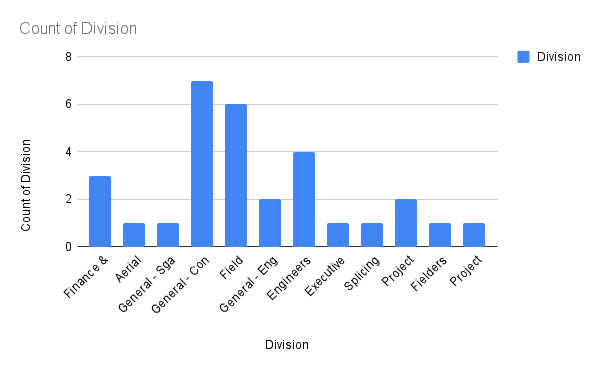 Count of Division
Division
Count of Division
8
6
4
2
0
Finance &
Aerial
General - Sga
General - Con
Field
General - Eng
Engineers
Executive
Splicing
Project
Fielders
Project
Division